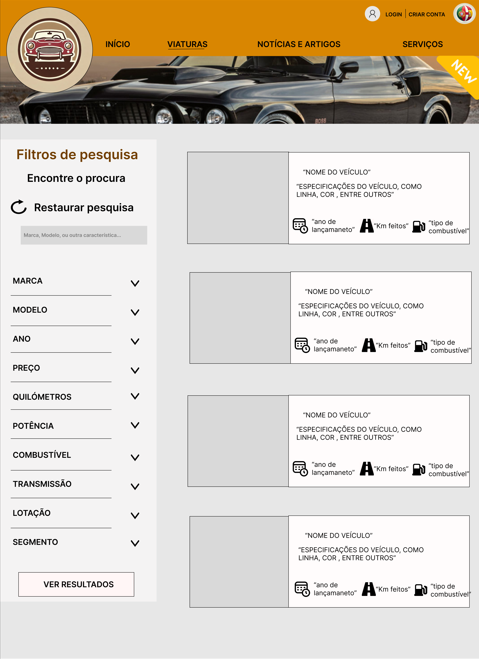 LOGIN | CRIAR CONTA
INÍCIO
VIATURAS
NOTÍCIAS E ARTIGOS
SERVIÇOS
NEW
BOSS
Filtros de pesquisa
Encontre o procura
Restaurar pesquisa
Marca, Modelo, ou outra característica...
MARCA
MODELO
ANO
PREÇO
QUILÓMETROS
POTÊNCIA
COMBUSTÍVEL
TRANSMISSÃO
LOTAÇÃO
SEGMENTO
VER RESULTADOS
"NOME DO VEÍCULO"
"ESPECIFICAÇÕES DO VEÍCULO, COMO
LINHA, COR , ENTRE OUTROS"
"ano de
lançamaneto"
"Km feitos"
"tipo de
combustível"
"NOME DO VEÍCULO"
"ESPECIFICAÇÕES DO VEÍCULO, COMO
LINHA, COR , ENTRE OUTROS"
"ano de
lançamaneto"
"Km feitos"
"tipo de
combustível"
"NOME DO VEÍCULO"
"ESPECIFICAÇÕES DO VEÍCULO, COMO
LINHA, COR , ENTRE OUTROS"
"ano de
lançamaneto"
"Km feitos"
"tipo de
combustível"
"NOME DO VEÍCULO"
"ESPECIFICAÇÕES DO VEÍCULO, COMO
LINHA, COR , ENTRE OUTROS"
"ano de
lançamaneto"
"Km feitos"
"tipo de
combustível"